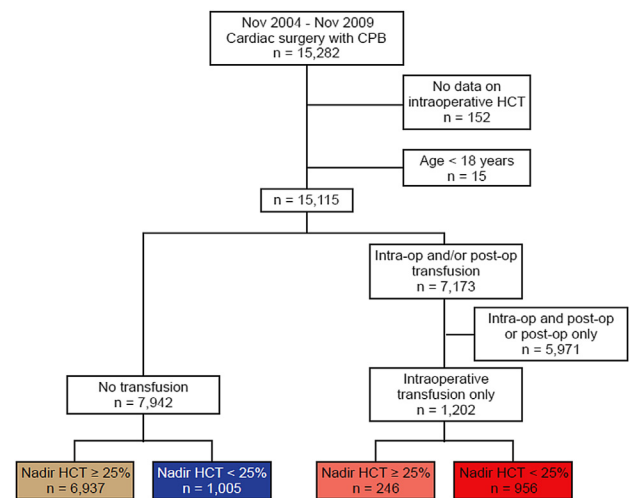 Nov 2004 - Nov 2009
Cardiac surgery with CPB
n = 15,282
No data on
intraoperative HCT
n = 152
Age < 18 years
n = 15
n = 15,115
Intra-op and/or post-op
transfusion
n = 7,173
Intra-op and post-op
or post-op only
n = 5,971
No transfusion
n = 7,942
Intraoperative
transfusion only
n = 1,202
Nadir HCT ≥ 25%
n = 6,937
Nadir HCT < 25%
n = 1,005
Nadir HCT ≥ 25%
n = 246
Nadir HCT < 25%
n = 956